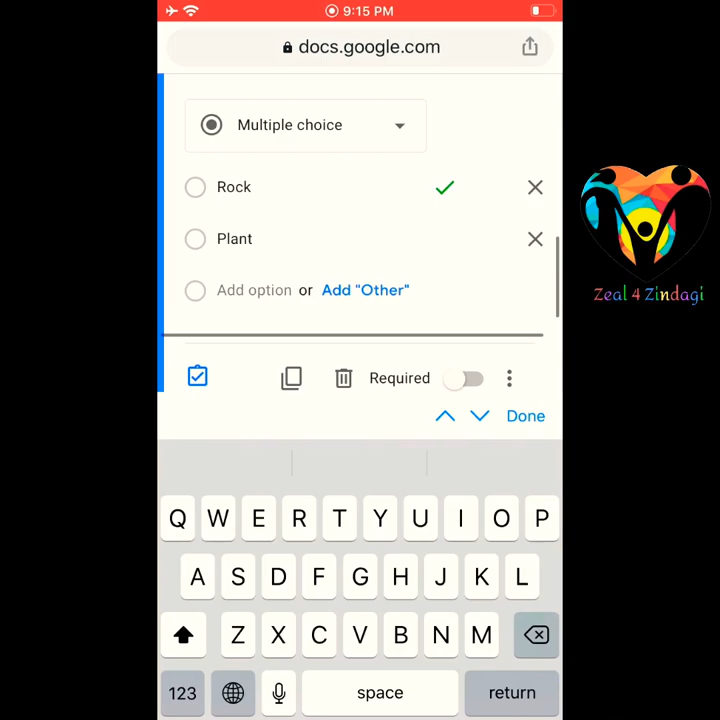 9:15 PM
docs.google.com
Multiple choice
Rock
Plant
Add option or Add "Other"
Zeal 4 Zindagi
Required
Done
Q W E R T Y U I O P
A S D F G H J K L
Z X C V B N M
123 space return